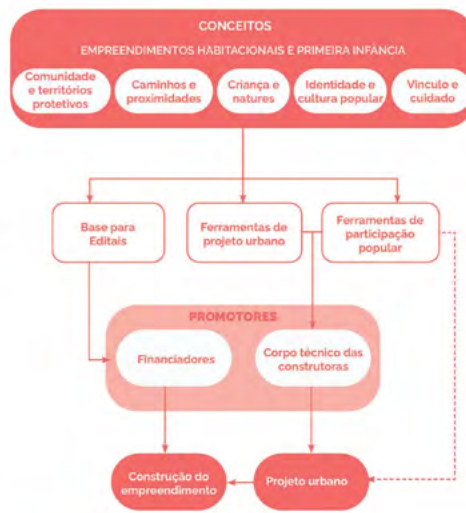 CONCEITOS
EMPREENDIMENTOS HABITACIONAIS E PRIMEIRA INFÂNCIA
Comunidade
e territórios
protetivos
Caminhos e
proximidades
Criança e
natures
Identidade e
cultura popular
Vínculo e
cuidado
Base para
Editais
Ferramentas de
projeto urbano
Ferramentas de
participação
popular
PROMOTORES
Financiadores
Corpo técnico das
construtoras
Construção do
empreendimento
Projeto urbano